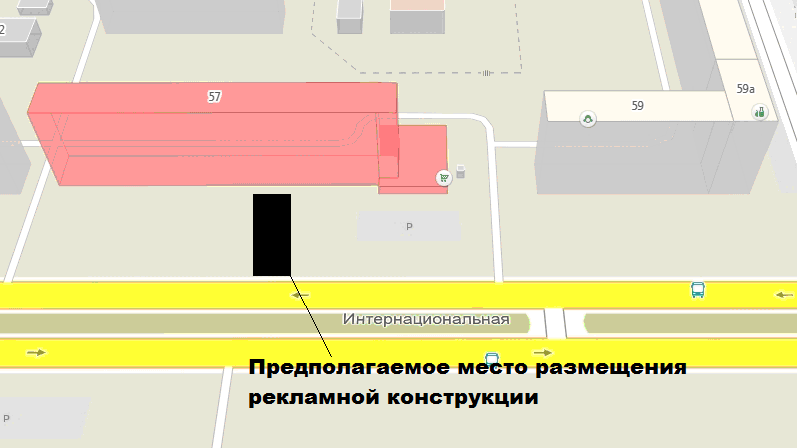 2
57
59
59а
P
Интернациональная
Предполагаемое место размещения
рекламной конструкции
P